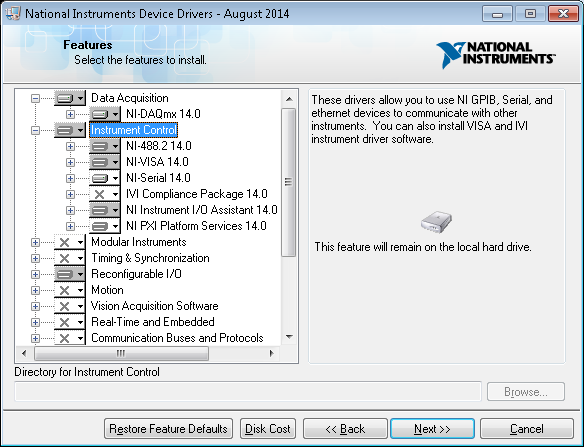 National Instruments Device Drivers - August 2014
Features
Select the features to install.
NATIONAL
INSTRUMENTS™
Data Acquisition
NI-DAQmx 14.0
Instrument Control
NI-488.2 14.0
NI-VISA 14.0
NI-Serial 14.0
IVI Compliance Package 14.0
NI Instrument I/O Assistant 14.0
NI PXI Platform Services 14.0
Modular Instruments
Timing & Synchronization
Reconfigurable I/O
Motion
Vision Acquisition Software
Real-Time and Embedded
Communication Buses and Protocols
These drivers allow you to use NI GPIB, Serial, and
ethernet devices to communicate with other
instruments.  You can also install VISA and IVI
instrument driver software.
This feature will remain on the local hard drive.
Directory for Instrument Control
Browse...
Restore Feature Defaults
Disk Cost
<< Back
Next >>
Cancel